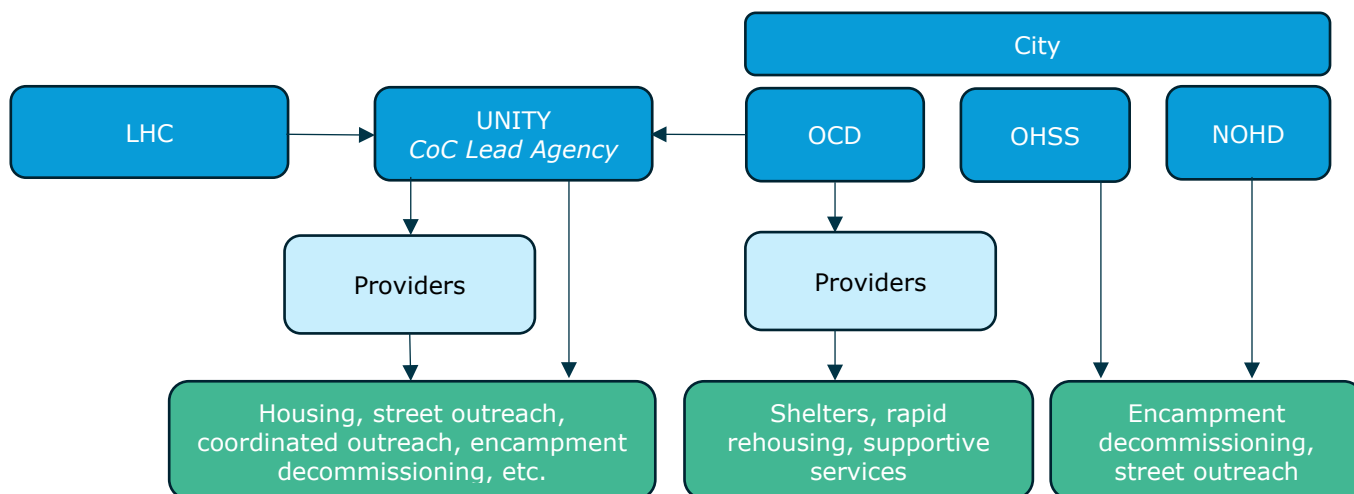 City
LHC
UNITY
CoC Lead Agency
OCD
OHSS
NOHD
Providers
Providers
Housing, street outreach,
coordinated outreach, encampment
decommissioning, etc.
Shelters, rapid
rehousing, supportive
services
Encampment
decommissioning,
street outreach